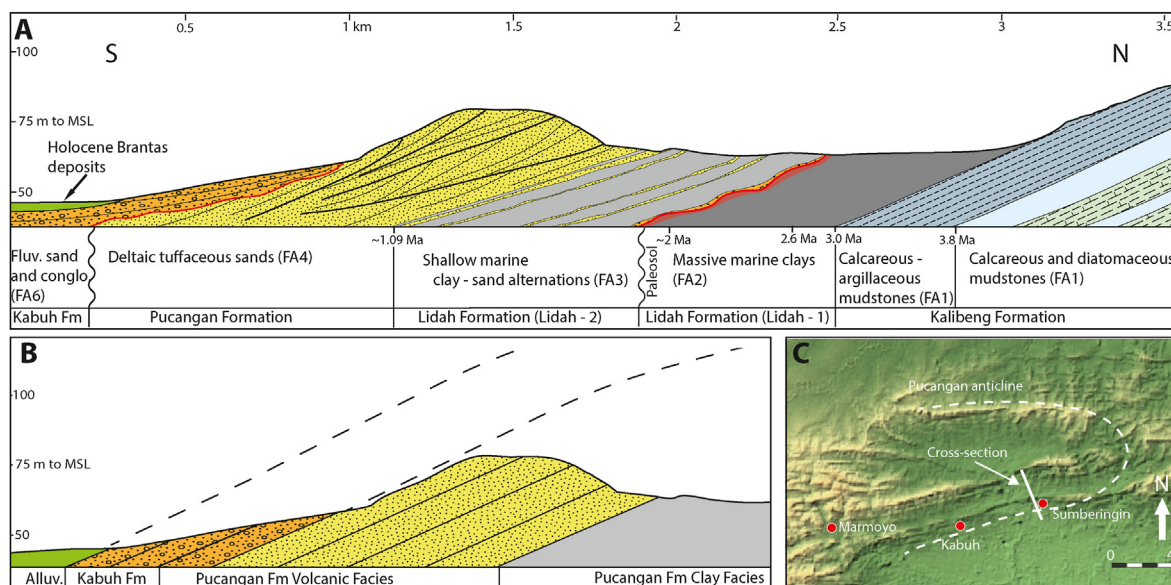 A
0.5
1 km
1.5
2
2.5
3
3.5
S
N
100
75 m to MSL
50
Holocene Brantas
deposits
~1.09 Ma
~2 Ma
2.6 Ma
3.0 Ma
3.8 Ma
Fluv. sand
and conglo.
(FA6)
Deltaic tuffaceous sands (FA4)
Shallow marine
clay - sand alternations (FA3)
Paleosol
Massive marine clays
(FA2)
Calcareous -
argillaceous
mudstones (FA1)
Calcareous and diatomaceous
mudstones (FA1)
Kabuh Fm
Pucangan Formation
Lidah Formation (Lidah - 2)
Lidah Formation (Lidah - 1)
Kalibeng Formation
B
100
75 m to MSL
50
Alluv.
Kabuh Fm
Pucangan Fm Volcanic Facies
Pucangan Fm Clay Facies
C
Pucangan anticline
Cross-section
N
Sumberingin
Marmoyo
Kabuh
0